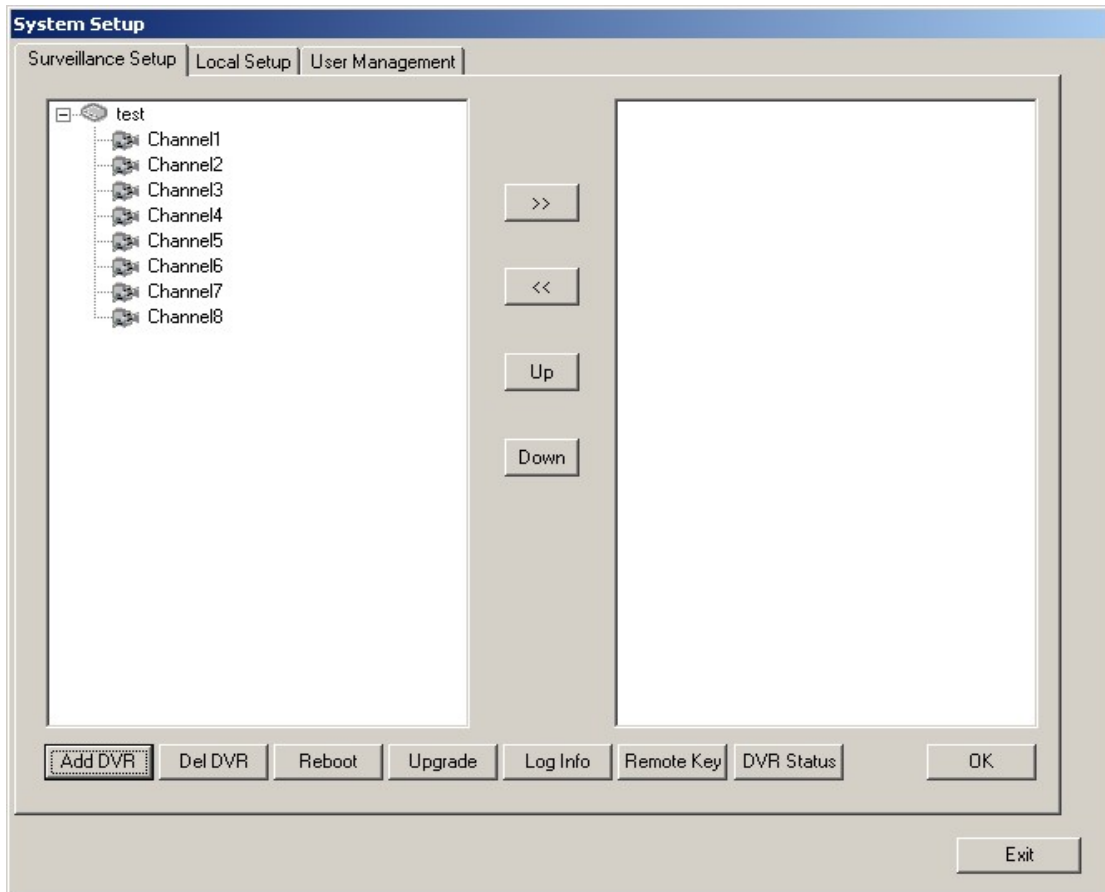 System Setup
Surveillance Setup Local Setup User Management
test
Channel1
Channel2
Channel3
Channel4
Channel5
Channel6
Channel7
Channel8
>>
<<
Up
Down
Add DVR Del DVR Reboot Upgrade Log Info Remote Key DVR Status OK
Exit